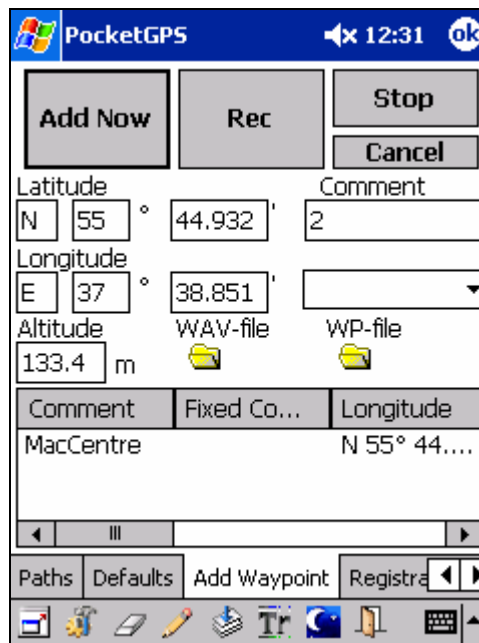 PocketGPS 12:31 ok
Add Now Rec Stop
Cancel
Latitude Comment
N 55 ° 44.932 ' 2
Longitude
E 37 ° 38.851 '
Altitude WAV-file WP-file
133.4 m
Comment Fixed Co... Longitude
MacCentre N 55° 44....
Paths Defaults Add Waypoint Registra
Tr